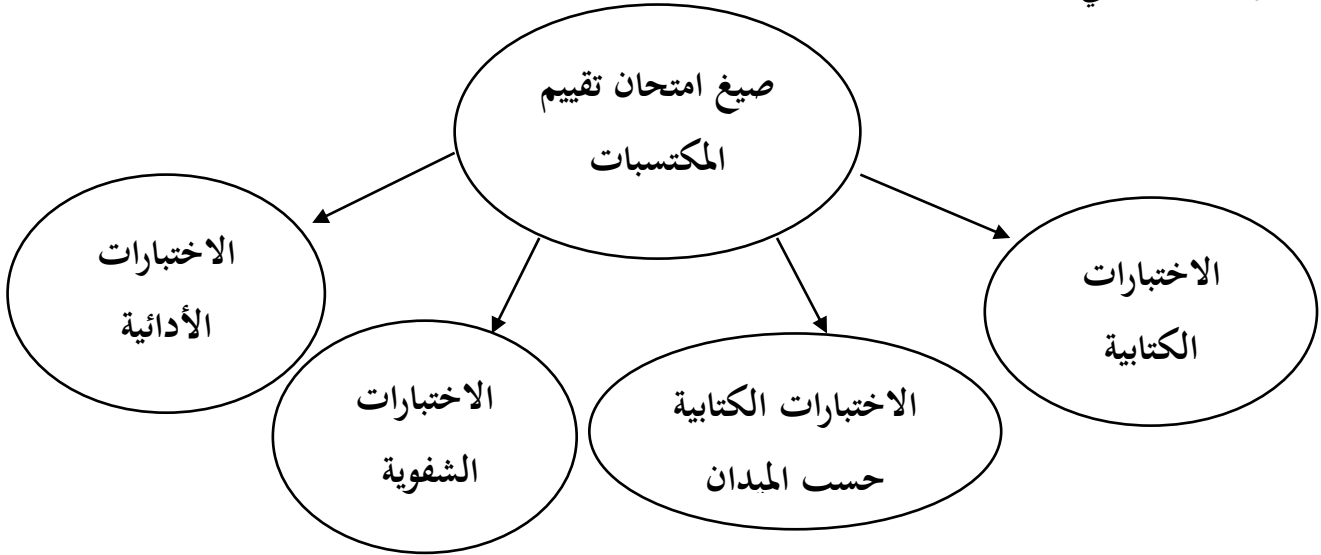 صيغ امتحان تقييم
المكتسبات
الاختبارات
الكتابية
الاختبارات الكتابية
حسب الميدان
الاختبارات
الشفوية
الاختبارات
الأدائية